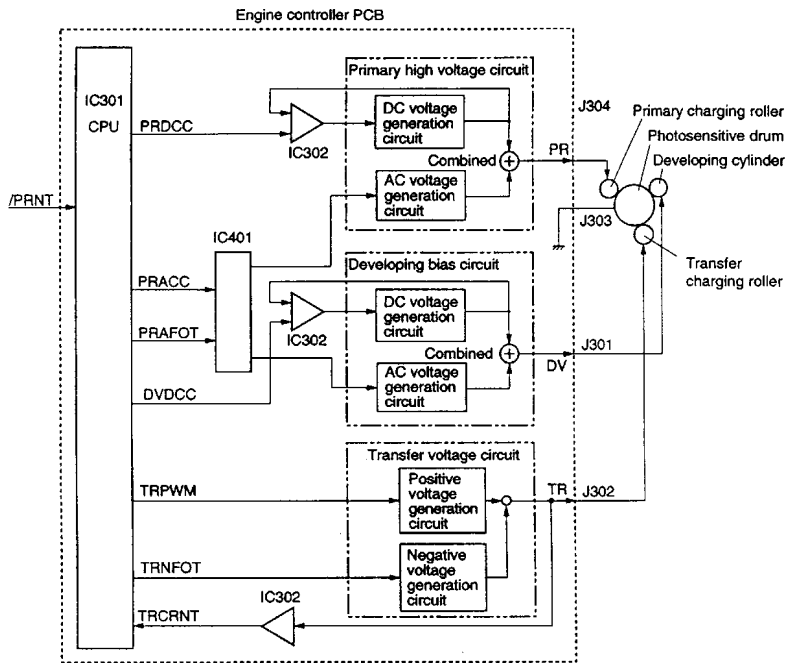 Engine controller PCB
IC301
CPU
/PRNT
PRDCC
IC302
Primary high voltage circuit
DC voltage
generation
circuit
Combined
AC voltage
generation
circuit
PR
J304
Primary charging roller
Photosensitive drum
Developing cylinder
J303
Transfer
charging roller
IC401
PRACC
PRAFOT
DVDCC
Developing bias circuit
IC302
DC voltage
generation
circuit
Combined
AC voltage
generation
circuit
J301
DV
Transfer voltage circuit
TRPWM
Positive
voltage
generation
circuit
TR
J302
TRNFOT
Negative
voltage
generation
circuit
TRCRNT
IC302